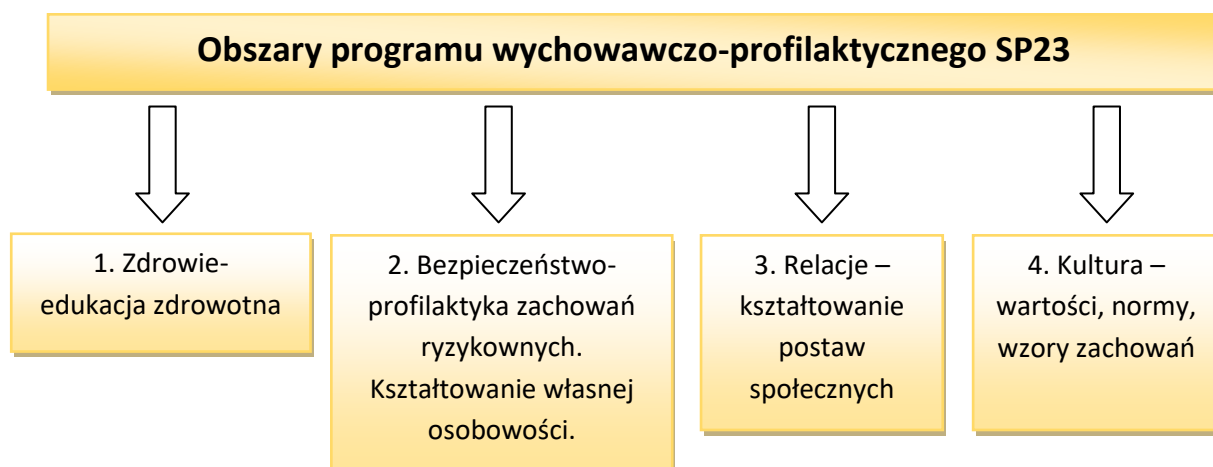 Obszary programu wychowawczo-profilaktycznego SP23
1. Zdrowie-
edukacja zdrowotna
2. Bezpieczeństwo-
profilaktyka zachowań
ryzykownych.
Kształtowanie własnej
osobowości.
3. Relacje –
kształtowanie
postaw
społecznych
4. Kultura –
wartości, normy,
wzory zachowań